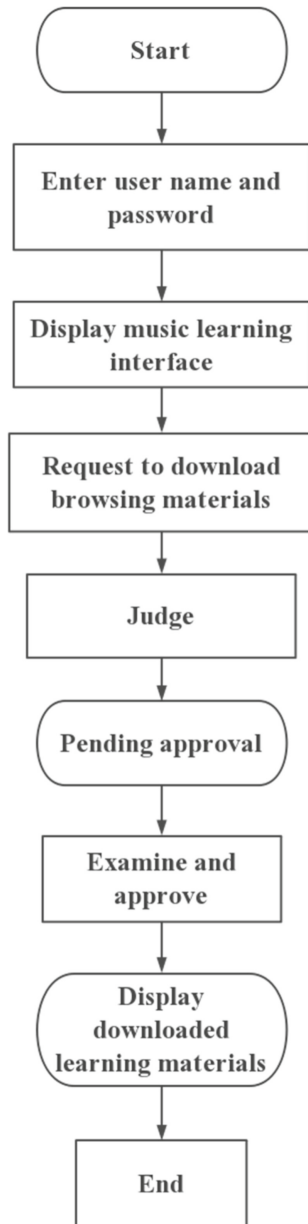 Start
Enter user name and
password
Display music learning
interface
Request to download
browsing materials
Judge
Pending approval
Examine and
approve
Display
downloaded
learning materials
End